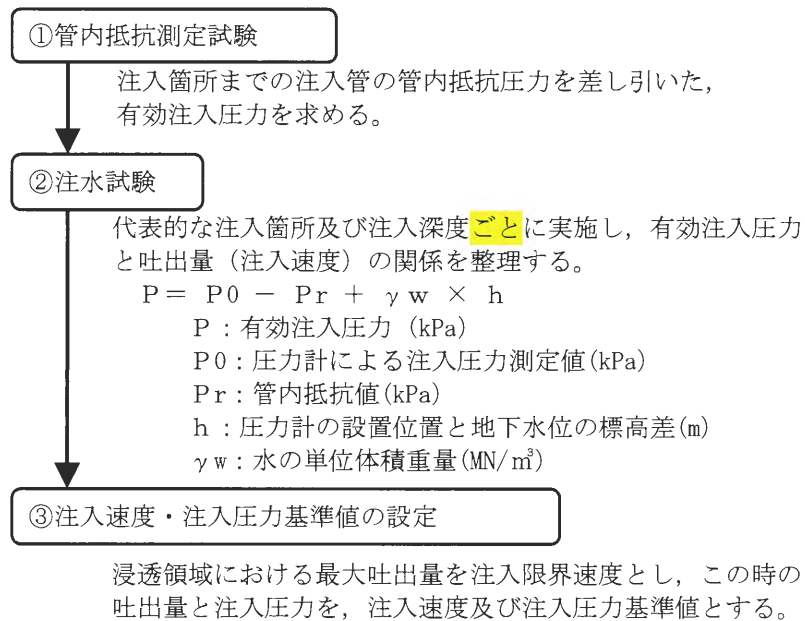 ①管内抵抗測定試験
注入箇所までの注入管の管内抵抗圧力を差し引いた，
有効注入圧力を求める。
②注水試験
代表的な注入箇所及び注入深度ごとに実施し，有効注入圧力
と吐出量（注入速度）の関係を整理する。
Ｐ＝ Ｐ０ － Ｐｒ ＋ γｗ × ｈ
Ｐ：有効注入圧力 (kPa)
Ｐ０：圧力計による注入圧力測定値(kPa)
Ｐｒ：管内抵抗値(kPa)
ｈ：圧力計の設置位置と地下水位の標高差(m)
γｗ：水の単位体積重量(MN/㎥)
③注入速度・注入圧力基準値の設定
浸透領域における最大吐出量を注入限界速度とし，この時の
吐出量と注入圧力を，注入速度及び注入圧力基準値とする。